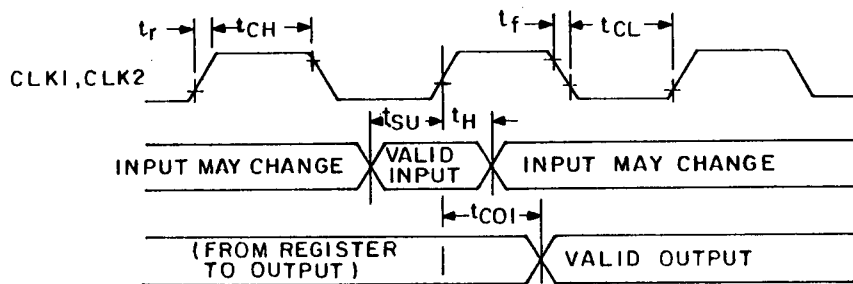 tr tCH tf tCL
CLK1,CLK2
tSU tH
INPUT MAY CHANGE VALID INPUT INPUT MAY CHANGE
tCO1
(FROM REGISTER TO OUTPUT) VALID OUTPUT